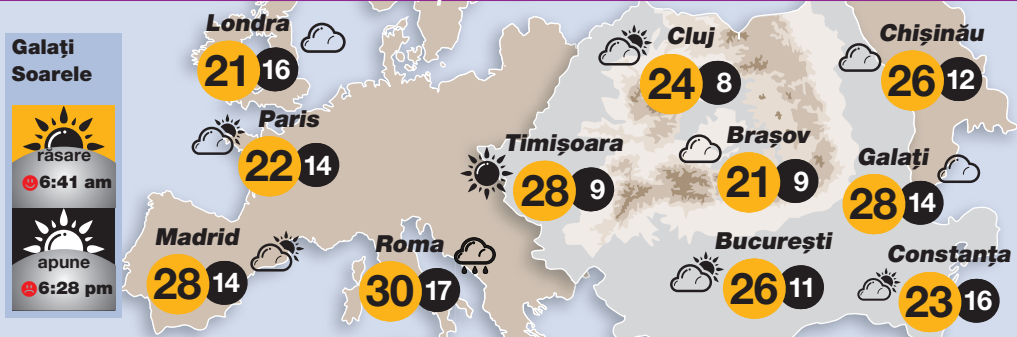 Galați
Soarele
răsare
6:41 am
apune
6:28 pm
Londra
21 16
Paris
22 14
Madrid
28 14
Roma
30 17
Timișoara
28 9
Cluj
24 8
Brașov
21 9
București
26 11
Chișinău
26 12
Galați
28 14
Constanța
23 16